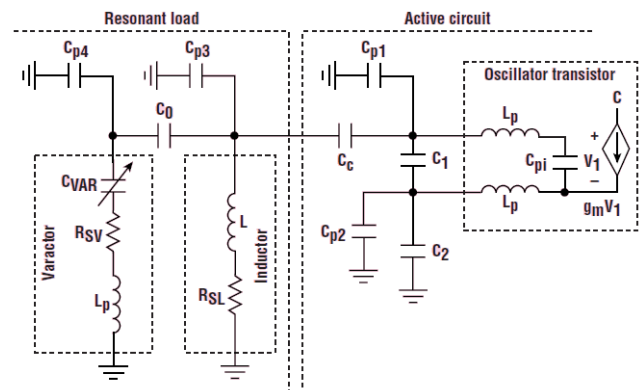 Resonant load
Active circuit
Cp4
Cp3
Cp1
Oscillator transistor
C0
Cc
C1
Lp
C
+
Cpi
V1
–
Lp
gmV1
CVAR
L
Cp2
C2
RSV
Varactor
Inductor
Lp
RSL